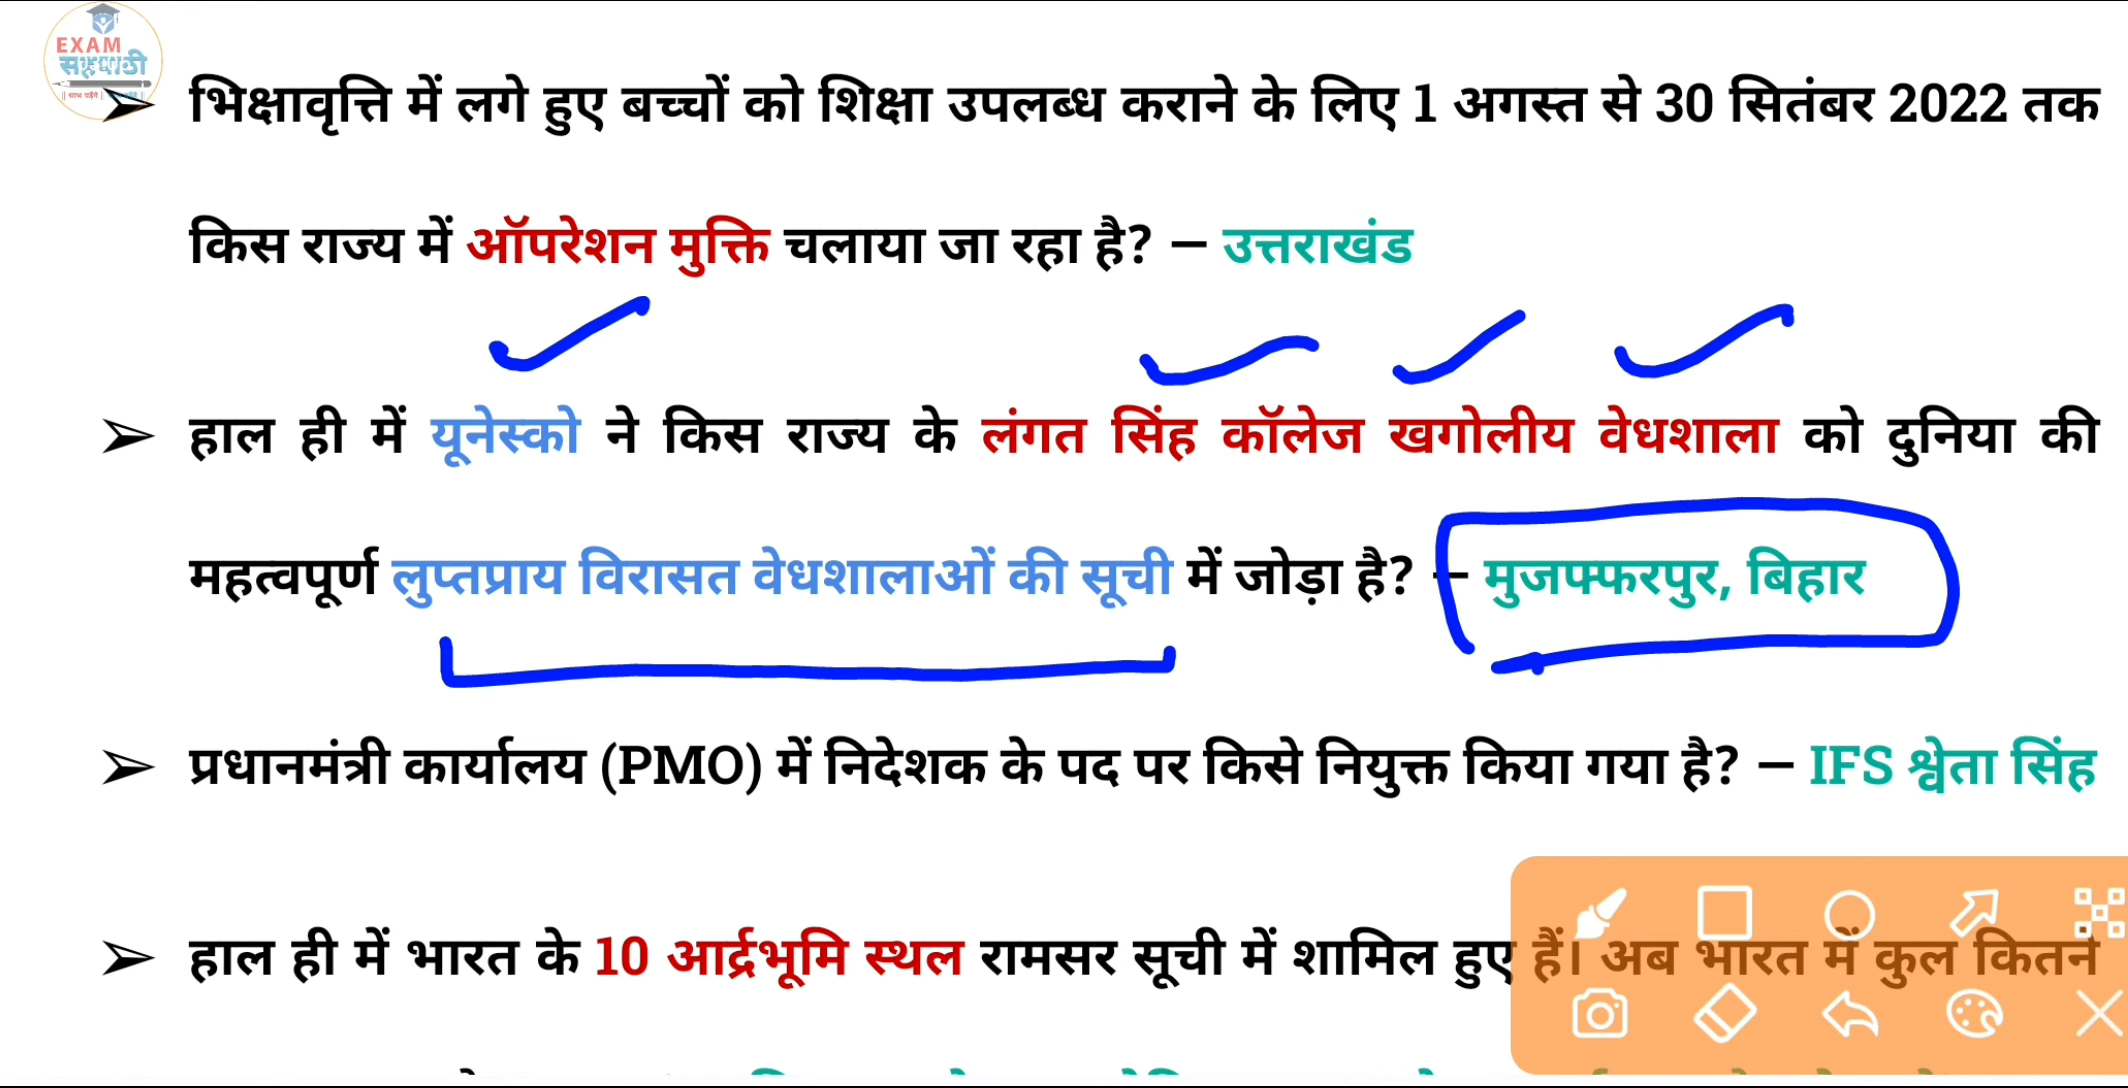 EXAM
सहपाठी
➢ भिक्षावृत्ति में लगे हुए बच्चों को शिक्षा उपलब्ध कराने के लिए 1 अगस्त से 30 सितंबर 2022 तक
किस राज्य में ऑपरेशन मुक्ति चलाया जा रहा है? – उत्तराखंड
➢ हाल ही में यूनेस्को ने किस राज्य के लंगत सिंह कॉलेज खगोलीय वेधशाला को दुनिया की
महत्वपूर्ण लुप्तप्राय विरासत वेधशालाओं की सूची में जोड़ा है? – मुजफ्फरपुर, बिहार
➢ प्रधानमंत्री कार्यालय (PMO) में निदेशक के पद पर किसे नियुक्त किया गया है? – IFS श्वेता सिंह
➢ हाल ही में भारत के 10 आर्द्रभूमि स्थल रामसर सूची में शामिल हुए हैं। अब भारत में कुल कितने